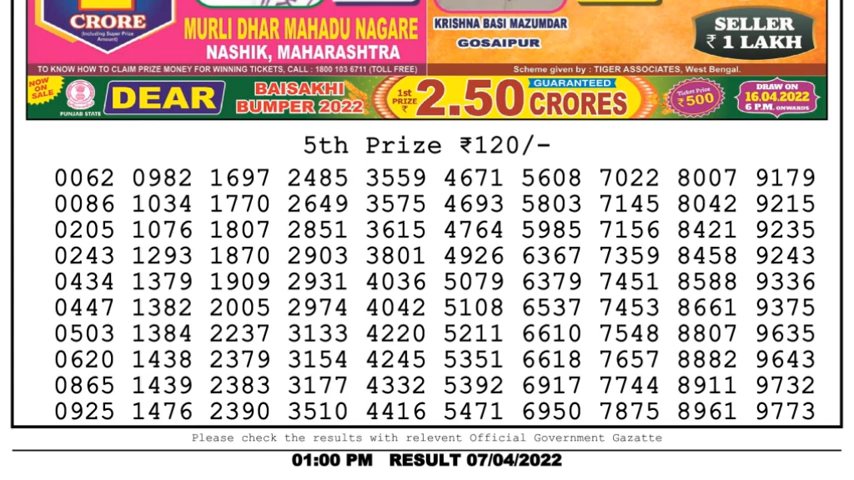 1
CRORE
(Including Super Prize Amount)
MURLI DHAR MAHADU NAGARE
NASHIK, MAHARASHTRA
KRISHNA BASI MAZUMDAR
GOSAIPUR
SELLER
₹ 1 LAKH
TO KNOW HOW TO CLAIM PRIZE MONEY FOR WINNING TICKETS, CALL : 1800 103 6711 (TOLL FREE)
Scheme given by : TIGER ASSOCIATES, West Bengal.
NOW ON SALE
PUNJAB STATE
DEAR
BAISAKHI
BUMPER 2022
1st PRIZE ₹
2.50
GUARANTEED
CRORES
Ticket Price
₹500
DRAW ON
16.04.2022
6 P.M. ONWARDS
5th Prize ₹120/-
0062 0982 1697 2485 3559 4671 5608 7022 8007 9179
0086 1034 1770 2649 3575 4693 5803 7145 8042 9215
0205 1076 1807 2851 3615 4764 5985 7156 8421 9235
0243 1293 1870 2903 3801 4926 6367 7359 8458 9243
0434 1379 1909 2931 4036 5079 6379 7451 8588 9336
0447 1382 2005 2974 4042 5108 6537 7453 8661 9375
0503 1384 2237 3133 4220 5211 6610 7548 8807 9635
0620 1438 2379 3154 4245 5351 6618 7657 8882 9643
0865 1439 2383 3177 4332 5392 6917 7744 8911 9732
0925 1476 2390 3510 4416 5471 6950 7875 8961 9773
Please check the results with relevent Official Government Gazatte
01:00 PM RESULT 07/04/2022